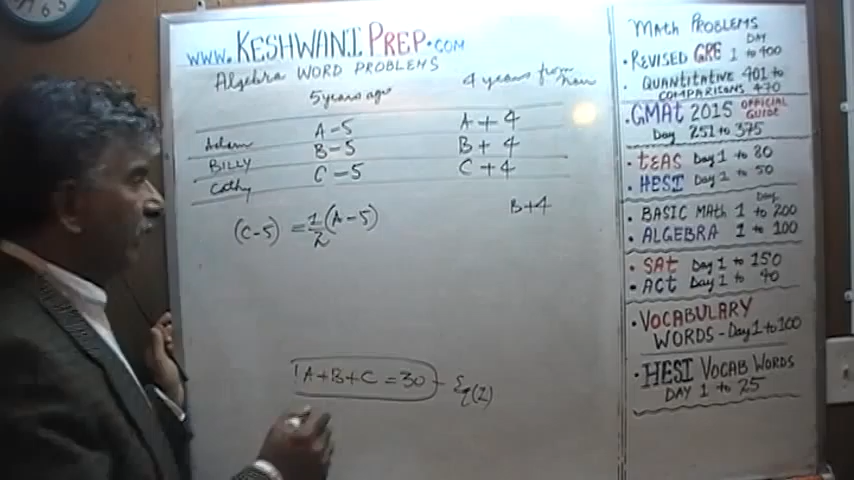 www.KESHWANIPREP.COM
Algebra WORD PROBLEMS
5 years ago
4 years from now
Adam A-5 A+4
BILLY B-5 B+4
Cathy C-5 C+4
(C-5) = 1/2 (A-5)
B+4
A+B+C = 30 - Eq(2)
MATH PROBLEMS
• REVISED GRE DAY 1 to 400
• QUANTITATIVE 401 to
COMPARISONS 470
• GMAT 2015 OFFICIAL GUIDE
Day 251 to 375
• tEAS Day 1 to 80
• HESI Day 1 to 50
Day
• BASIC MATH 1 to 200
• ALGEBRA 1 to 100
• SAt Day 1 to 150
• ACt Day 1 to 40
• VOCABULARY
WORDS - Day 1 to 100
• HESI VOCAB WORDS
DAY 1 to 25